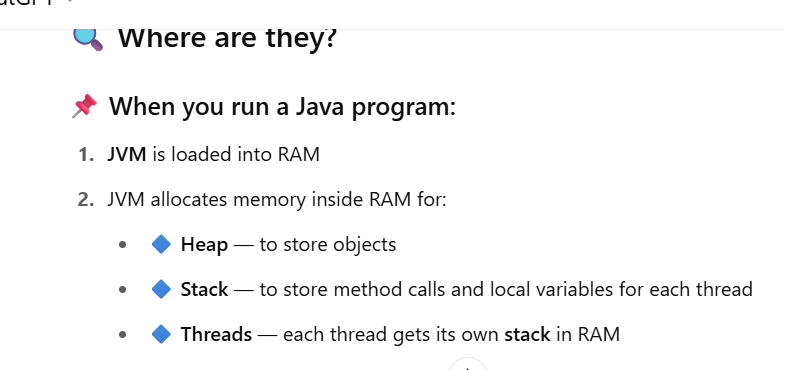 Where are they?
When you run a Java program:
1. JVM is loaded into RAM
2. JVM allocates memory inside RAM for:
• Heap — to store objects
• Stack — to store method calls and local variables for each thread
• Threads — each thread gets its own stack in RAM